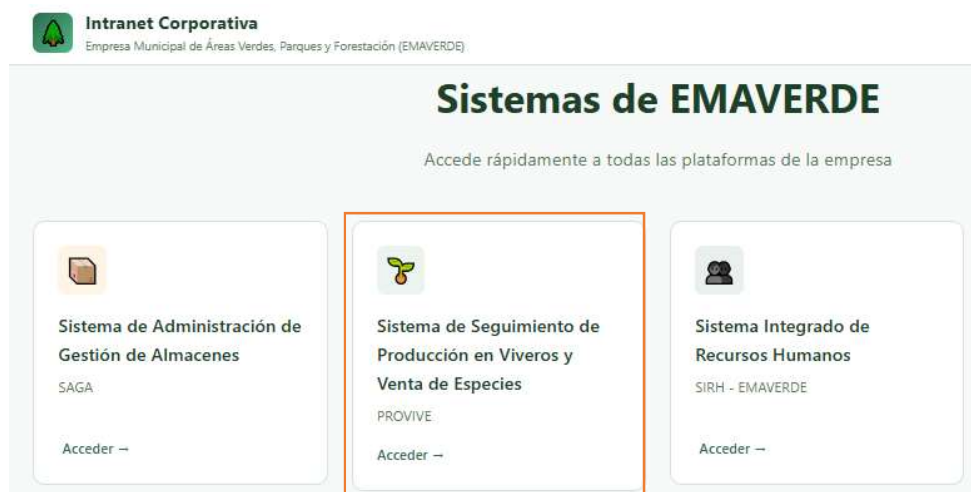 Intranet Corporativa
Empresa Municipal de Áreas Verdes, Parques y Forestación (EMAVERDE)
Sistemas de EMAVERDE
Accede rápidamente a todas las plataformas de la empresa
Sistema de Administración de
Gestión de Almacenes
SAGA
Acceder →
Sistema de Seguimiento de
Producción en Viveros y
Venta de Especies
PROVIVE
Acceder →
Sistema Integrado de
Recursos Humanos
SIRH - EMAVERDE
Acceder →